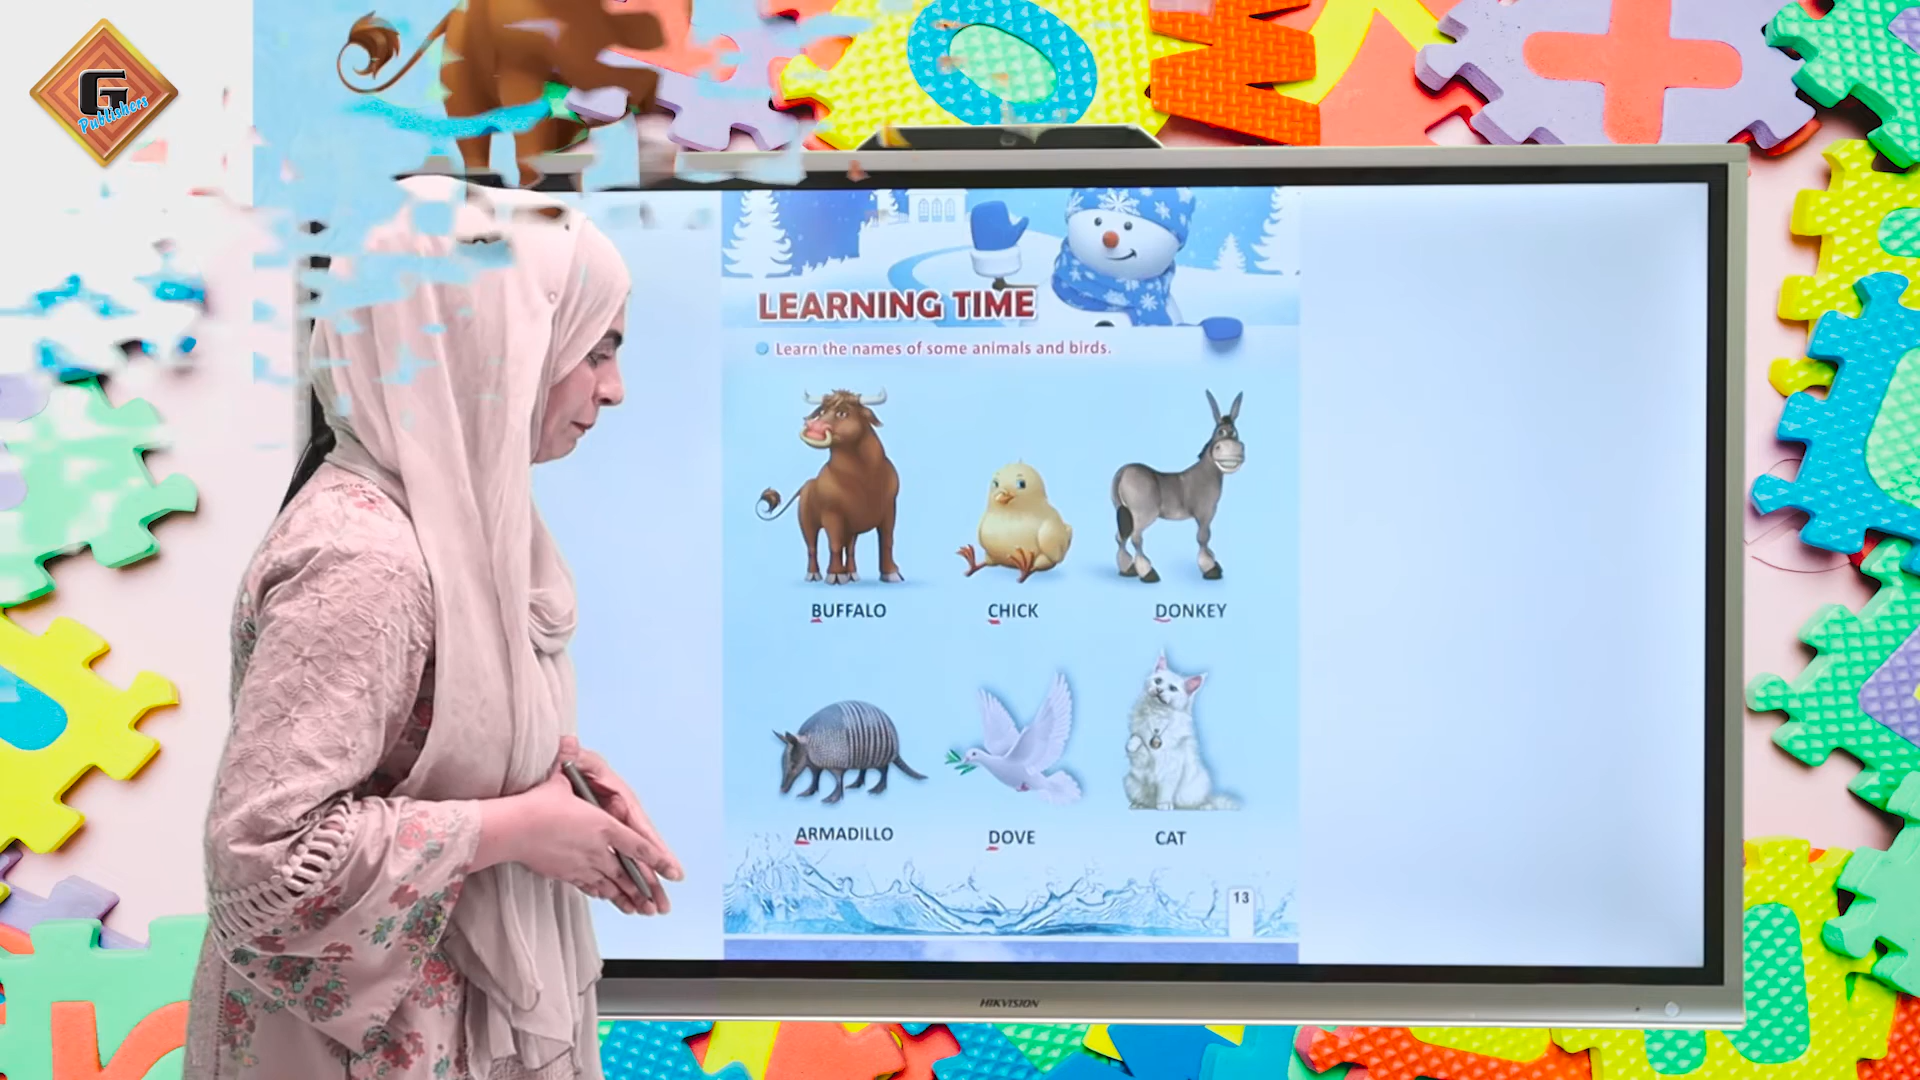 G
Publishers
LEARNING TIME
Learn the names of some animals and birds.
BUFFALO
CHICK
DONKEY
ARMADILLO
DOVE
CAT
13
HIKVISION